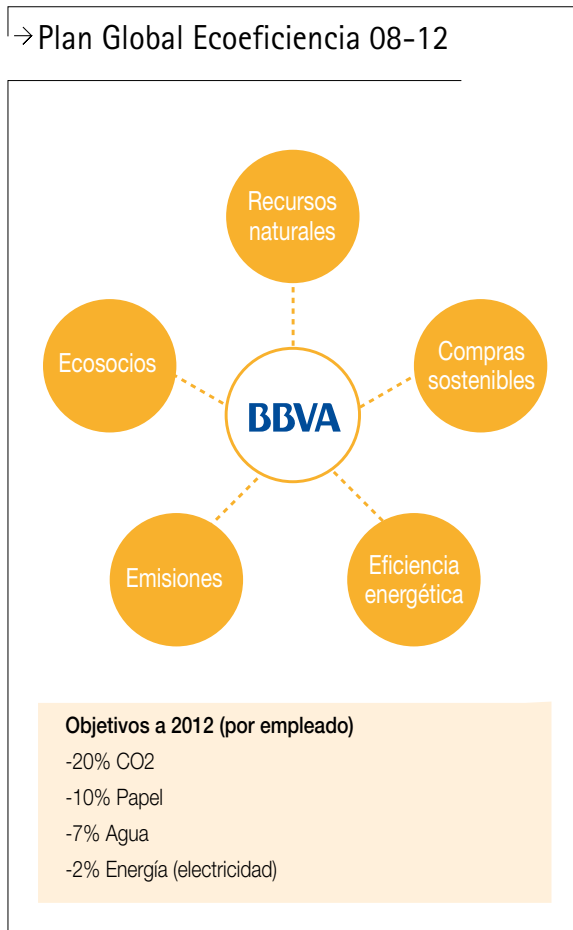 →Plan Global Ecoeficiencia 08-12
Recursos
naturales
Ecosocios
Compras
sostenibles
BBVA
Emisiones
Eficiencia
energética
Objetivos a 2012 (por empleado)
-20% CO2
-10% Papel
-7% Agua
-2% Energía (electricidad)